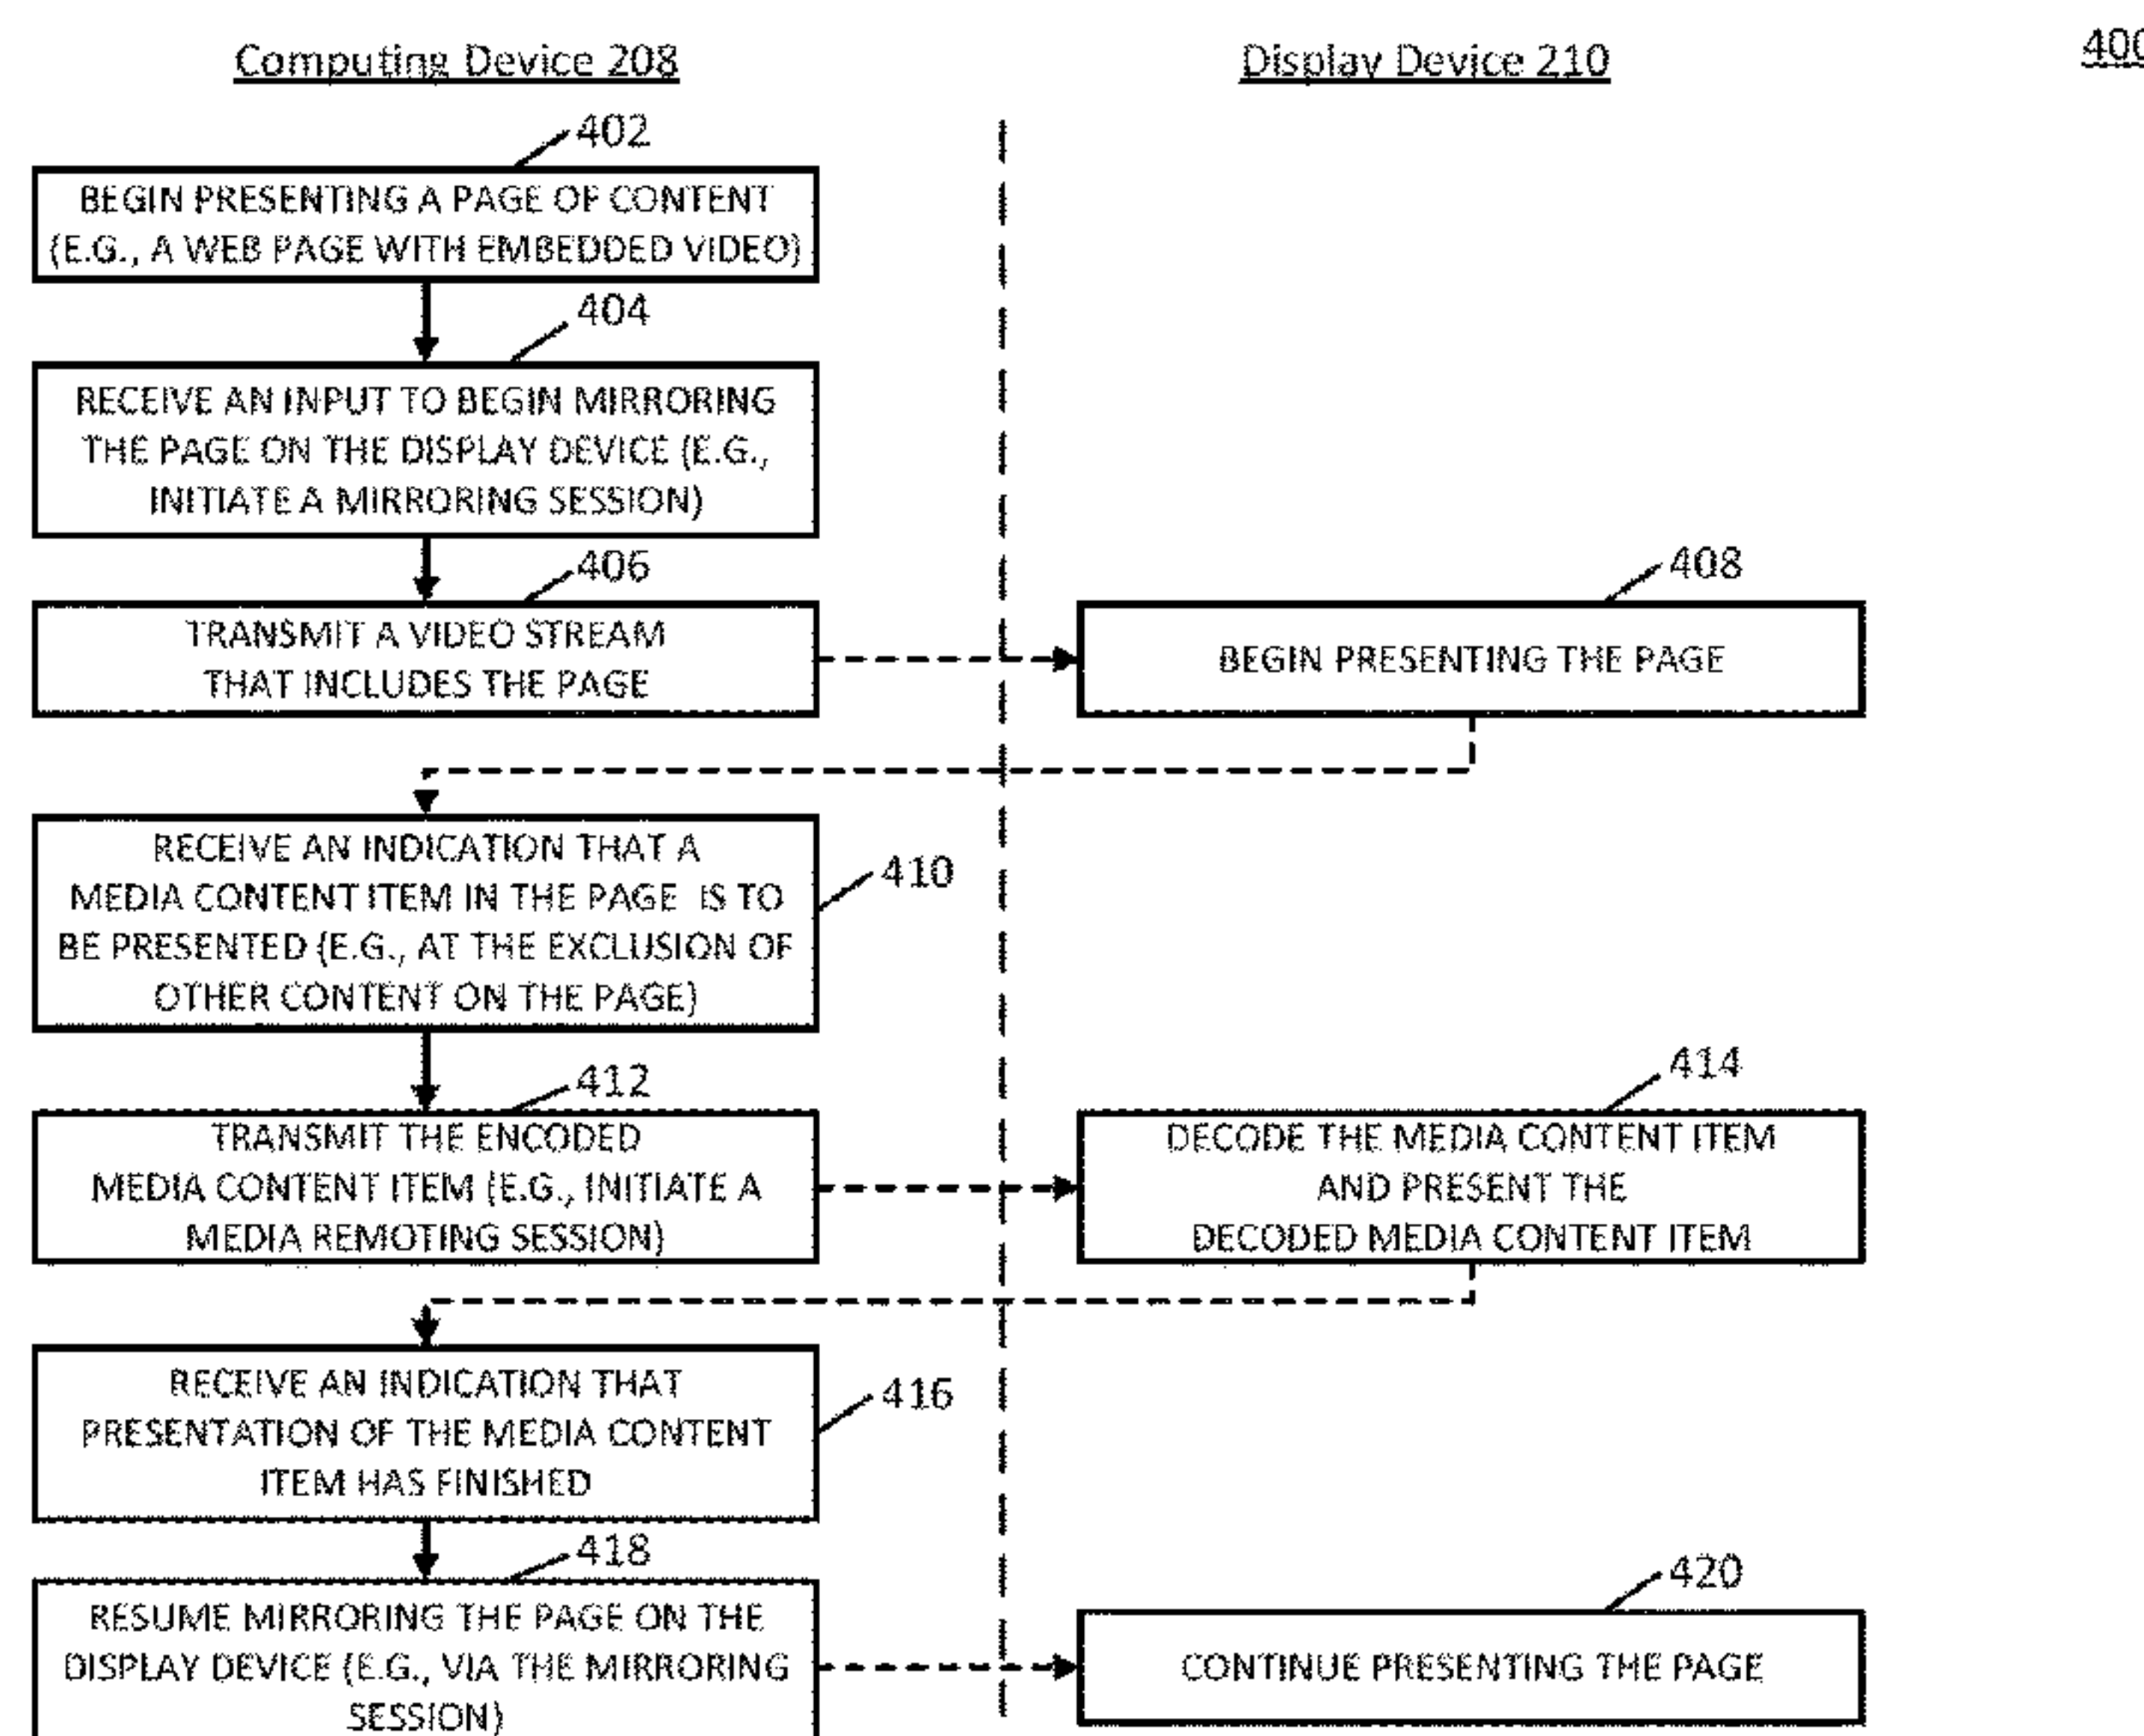 Computing Device 208
Display Device 210
400
402
BEGIN PRESENTING A PAGE OF CONTENT
(E.G., A WEB PAGE WITH EMBEDDED VIDEO)
404
RECEIVE AN INPUT TO BEGIN MIRRORING
THE PAGE ON THE DISPLAY DEVICE (E.G.,
INITIATE A MIRRORING SESSION)
406
TRANSMIT A VIDEO STREAM
THAT INCLUDES THE PAGE
408
BEGIN PRESENTING THE PAGE
410
RECEIVE AN INDICATION THAT A
MEDIA CONTENT ITEM IN THE PAGE IS TO
BE PRESENTED (E.G., AT THE EXCLUSION OF
OTHER CONTENT ON THE PAGE)
412
TRANSMIT THE ENCODED
MEDIA CONTENT ITEM (E.G., INITIATE A
MEDIA REMOTING SESSION)
414
DECODE THE MEDIA CONTENT ITEM
AND PRESENT THE
DECODED MEDIA CONTENT ITEM
416
RECEIVE AN INDICATION THAT
PRESENTATION OF THE MEDIA CONTENT
ITEM HAS FINISHED
418
RESUME MIRRORING THE PAGE ON THE
DISPLAY DEVICE (E.G., VIA THE MIRRORING
SESSION)
420
CONTINUE PRESENTING THE PAGE